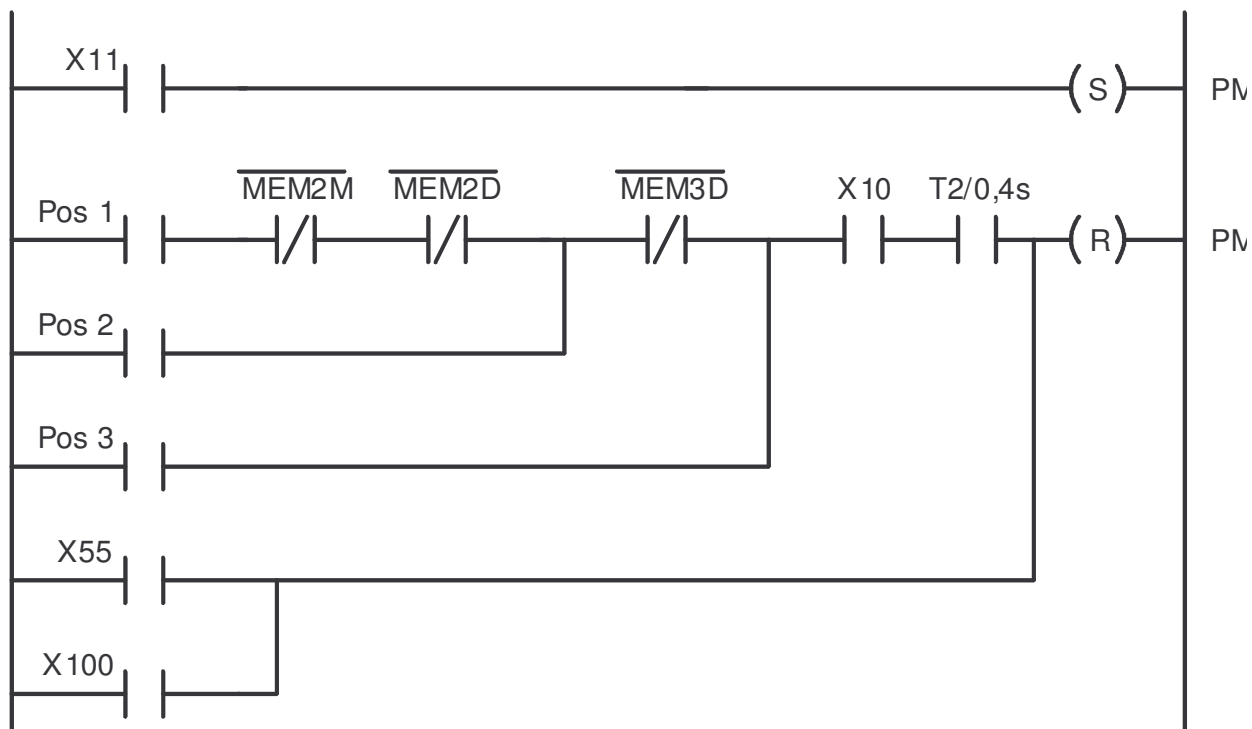 X11
S
PM
MEM2M MEM2D MEM3D X10 T2/0,4s
Pos 1
R
PM
Pos 2
Pos 3
X55
X100